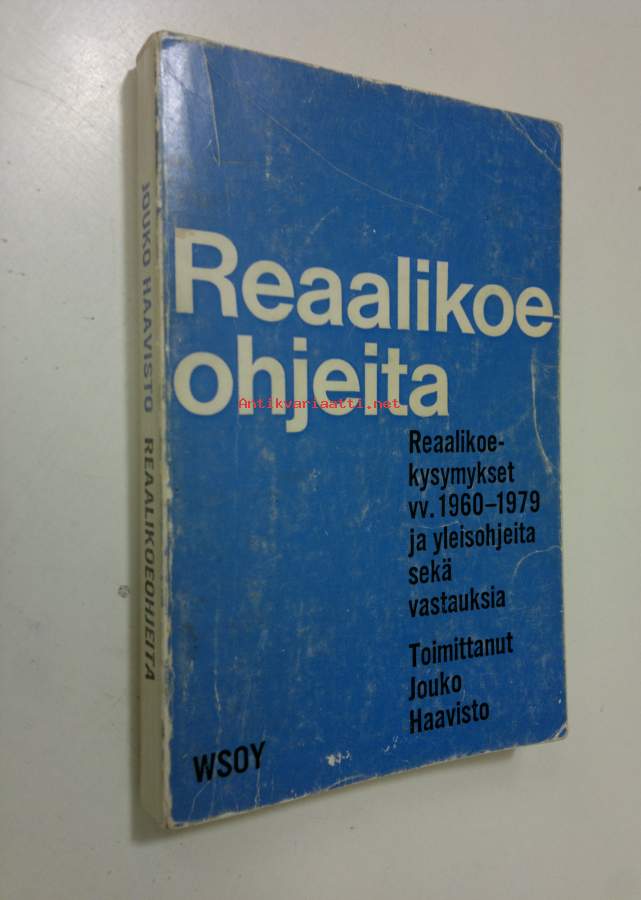 JOUKO HAAVISTO REAALIKOEOHJEITA
Reaalikoe-
ohjeita
Antikvariaatti.net
Reaalikoe-
kysymykset
vv. 1960–1979
ja yleisohjeita
sekä
vastauksia
Toimittanut
Jouko
Haavisto
WSOY